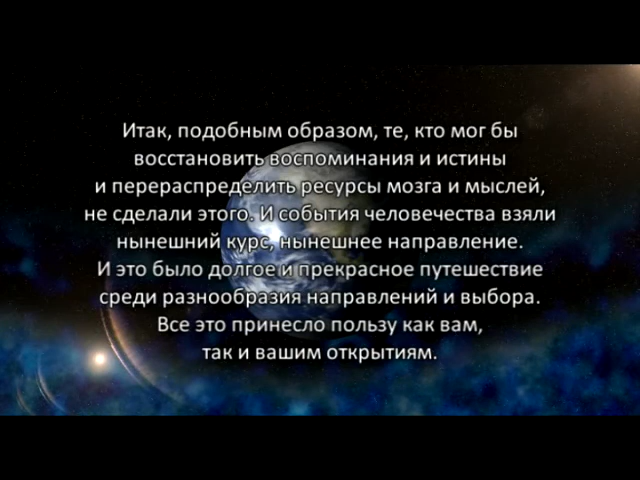 Итак, подобным образом, те, кто мог бы
восстановить воспоминания и истины
и перераспределить ресурсы мозга и мыслей,
не сделали этого. И события человечества взяли
нынешний курс, нынешнее направление.
И это было долгое и прекрасное путешествие
среди разнообразия направлений и выбора.
Все это принесло пользу как вам,
так и вашим открытиям.